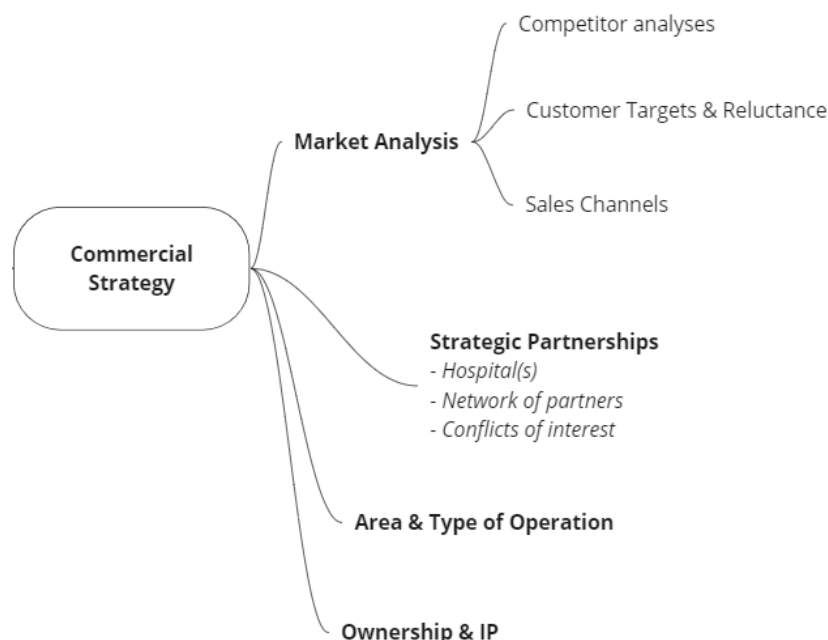 Competitor analyses
Customer Targets & Reluctance
Market Analysis
Sales Channels
Commercial
Strategy
Strategic Partnerships
- Hospital(s)
- Network of partners
- Conflicts of interest
Area & Type of Operation
Ownership & IP